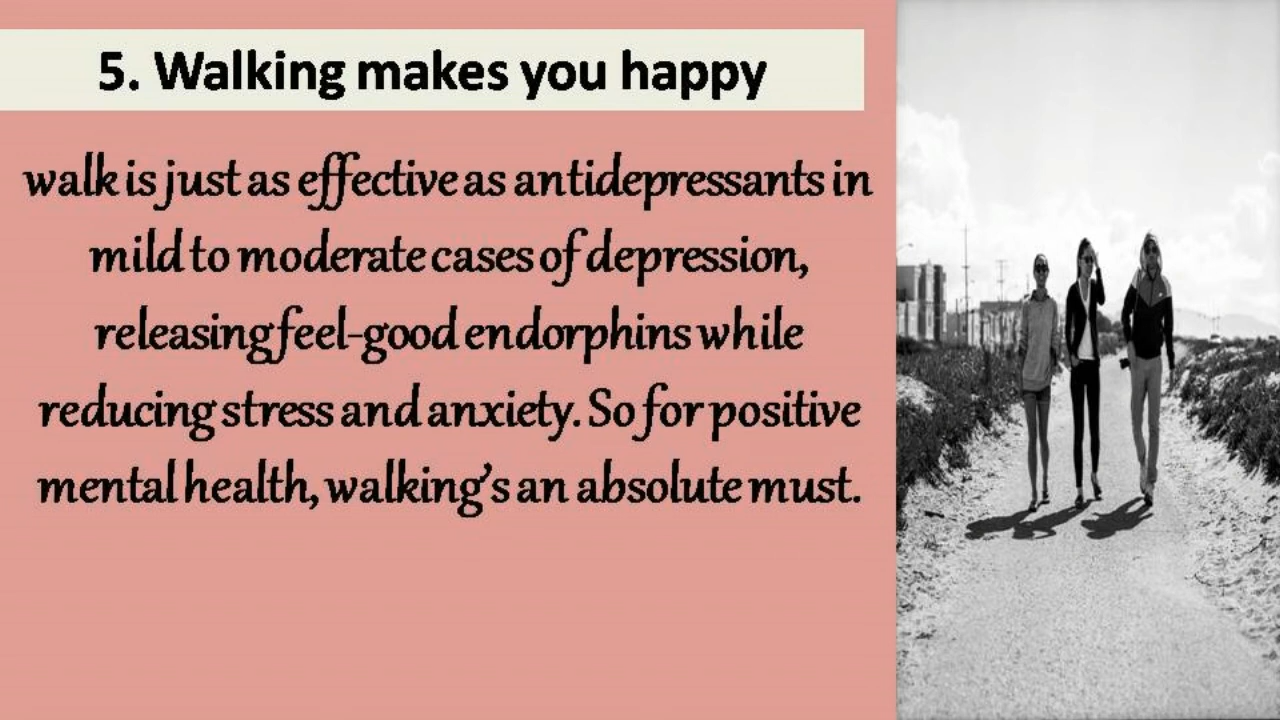 5. Walking makes you happy
walk is just as effective as antidepressants in
mild to moderate cases of depression,
releasing feel-good endorphins while
reducing stress and anxiety. So for positive
mental health, walking's an absolute must.